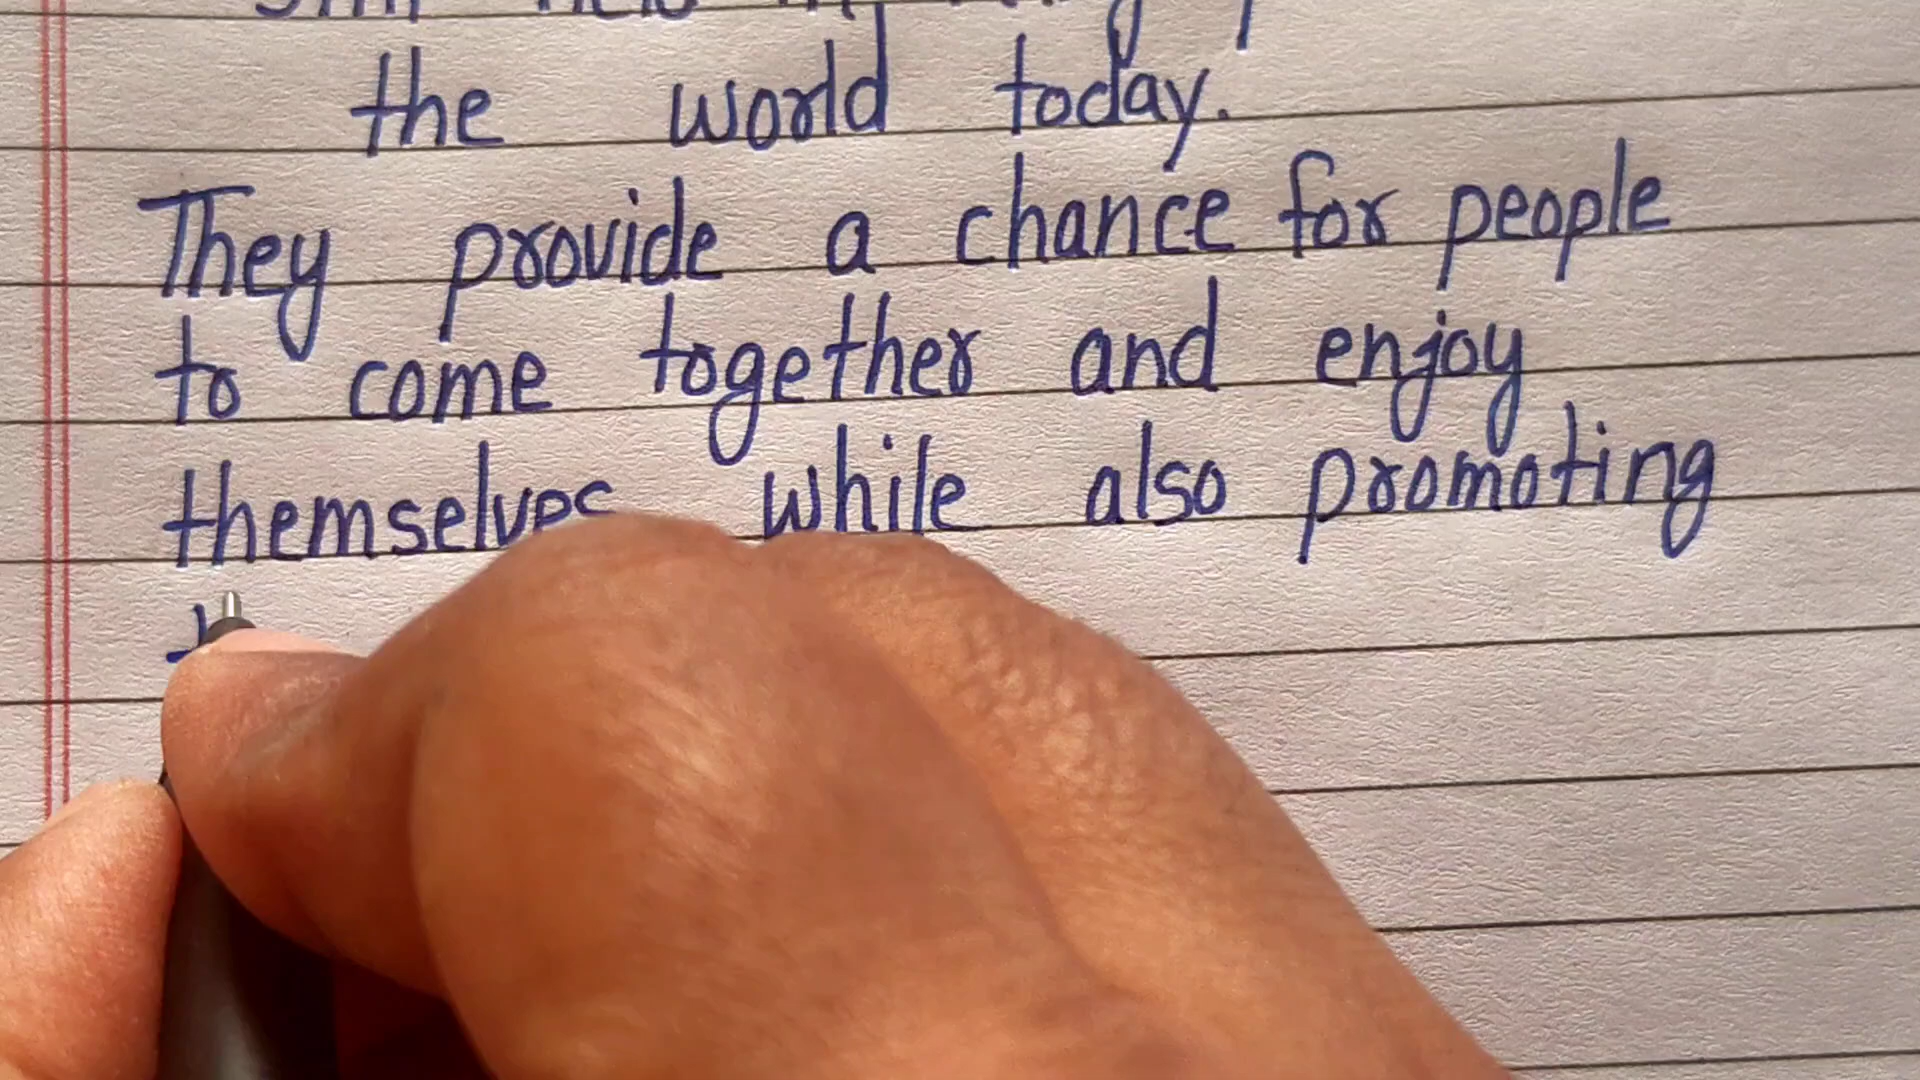 the world today.
They provide a chance for people
to come together and enjoy
themselves while also promoting